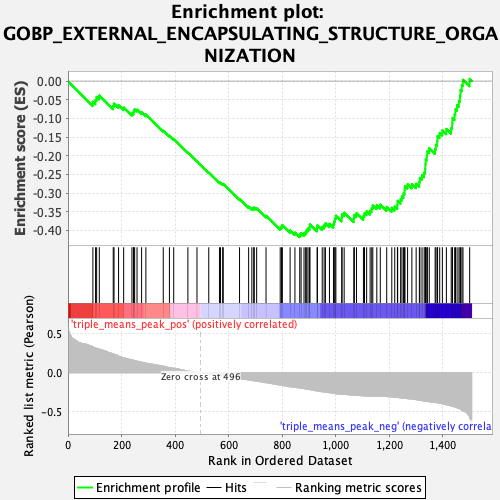 Enrichment plot:
GOBP_EXTERNAL_ENCAPSULATING_STRUCTURE_ORGA
NIZATION
Enrichment score (ES)
0.00
-0.05
-0.10
-0.15
-0.20
-0.25
-0.30
-0.35
-0.40
'triple_means_peak_pos' (positively correlated)
Ranked list metric (Pearson)
0.5
0.0
-0.5
Zero cross at 496
'triple_means_peak_neg' (negatively correla
0
200
400
600
800
1,000
1,200
1,400
Rank in Ordered Dataset
Enrichment profile
Hits
Ranking metric scores